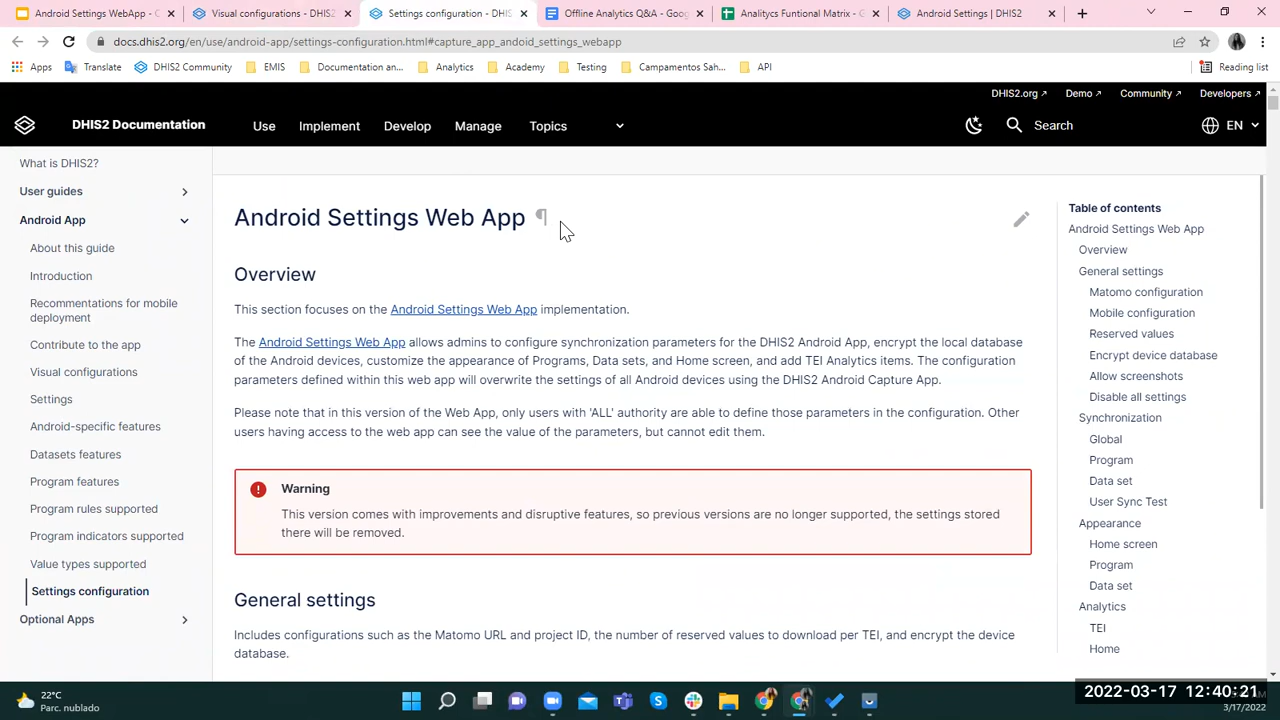 Android Settings WebApp - G
Visual configurations - DHIS2
Settings configuration - DHIS
Offline Analytics Q&A - Goog
Analitycs Funtional Matrix - G
Android Settings | DHIS2
docs.dhis2.org/en/use/android-app/settings-configuration.html#capture_app_andoid_settings_webapp
Apps
Translate
DHIS2 Community
EMIS
Documentation an...
Analytics
Academy
Testing
Campamentos Sah...
API
Reading list
DHIS2.org
Demo
Community
Developers
DHIS2 Documentation
Use
Implement
Develop
Manage
Topics
Search
EN
What is DHIS2?
User guides
Android App
About this guide
Introduction
Recommentations for mobile
deployment
Contribute to the app
Visual configurations
Settings
Android-specific features
Datasets features
Program features
Program rules supported
Program indicators supported
Value types supported
Settings configuration
Optional Apps
Android Settings Web App ¶
Overview
This section focuses on the Android Settings Web App implementation.
The Android Settings Web App allows admins to configure synchronization parameters for the DHIS2 Android App, encrypt the local database
of the Android devices, customize the appearance of Programs, Data sets, and Home screen, and add TEI Analytics items. The configuration
parameters defined within this web app will overwrite the settings of all Android devices using the DHIS2 Android Capture App.
Please note that in this version of the Web App, only users with 'ALL' authority are able to define those parameters in the configuration. Other
users having access to the web app can see the value of the parameters, but cannot edit them.
Warning
This version comes with improvements and disruptive features, so previous versions are no longer supported, the settings stored
there will be removed.
General settings
Includes configurations such as the Matomo URL and project ID, the number of reserved values to download per TEI, and encrypt the device
database.
Table of contents
Android Settings Web App
Overview
General settings
Matomo configuration
Mobile configuration
Reserved values
Encrypt device database
Allow screenshots
Disable all settings
Synchronization
Global
Program
Data set
User Sync Test
Appearance
Home screen
Program
Data set
Analytics
TEI
Home
22°C
Parc. nublado
2022-03-17 12:40:21
3/17/2022